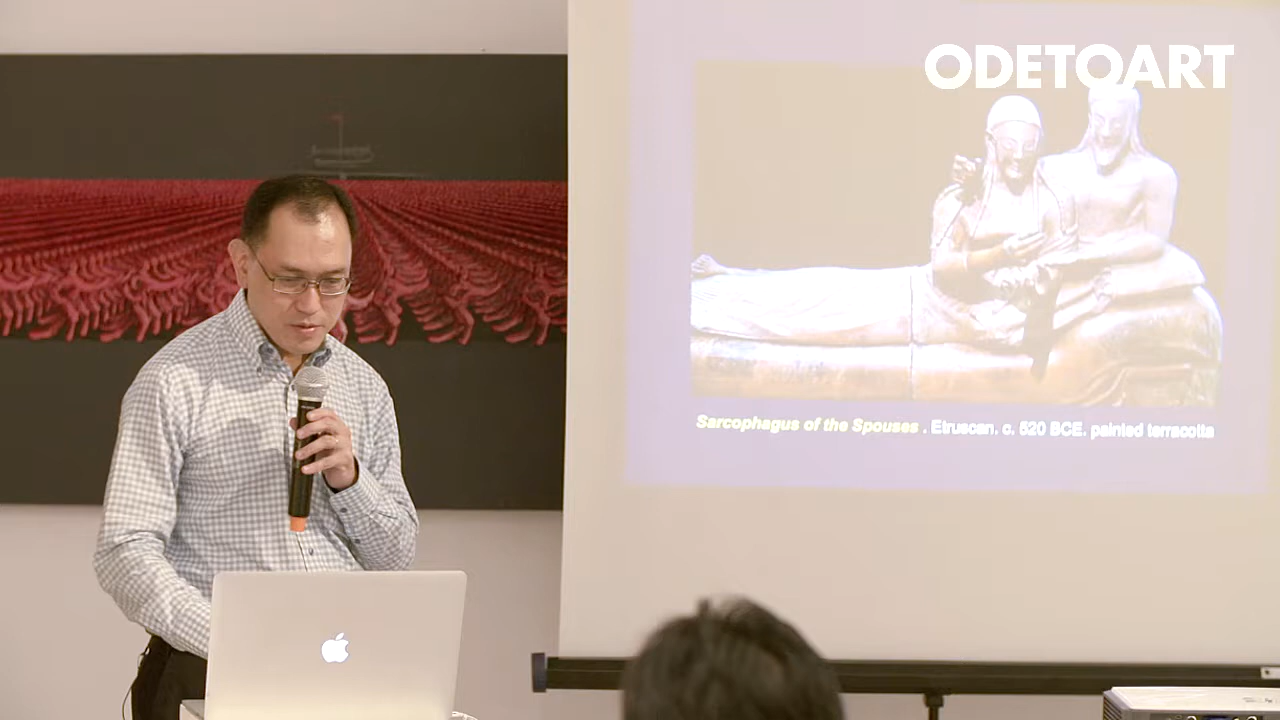 ODETOART
Sarcophagus of the Spouses . Etruscan. c. 520 BCE. painted terracotta